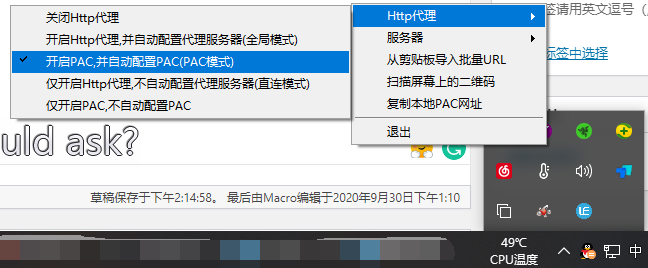 关闭Http代理
开启Http代理,并自动配置代理服务器(全局模式)
开启PAC,并自动配置PAC(PAC模式)
仅开启Http代理,不自动配置代理服务器(直连模式)
仅开启PAC,不自动配置PAC
Http代理
服务器
从剪贴板导入批量URL
扫描屏幕上的二维码
复制本地PAC网址
退出
签请用英文逗号
标签中选择
uld ask?
草稿保存于下午2:14:58。 最后由Macro编辑于2020年9月30日下午1:10
49℃
CPU温度
中